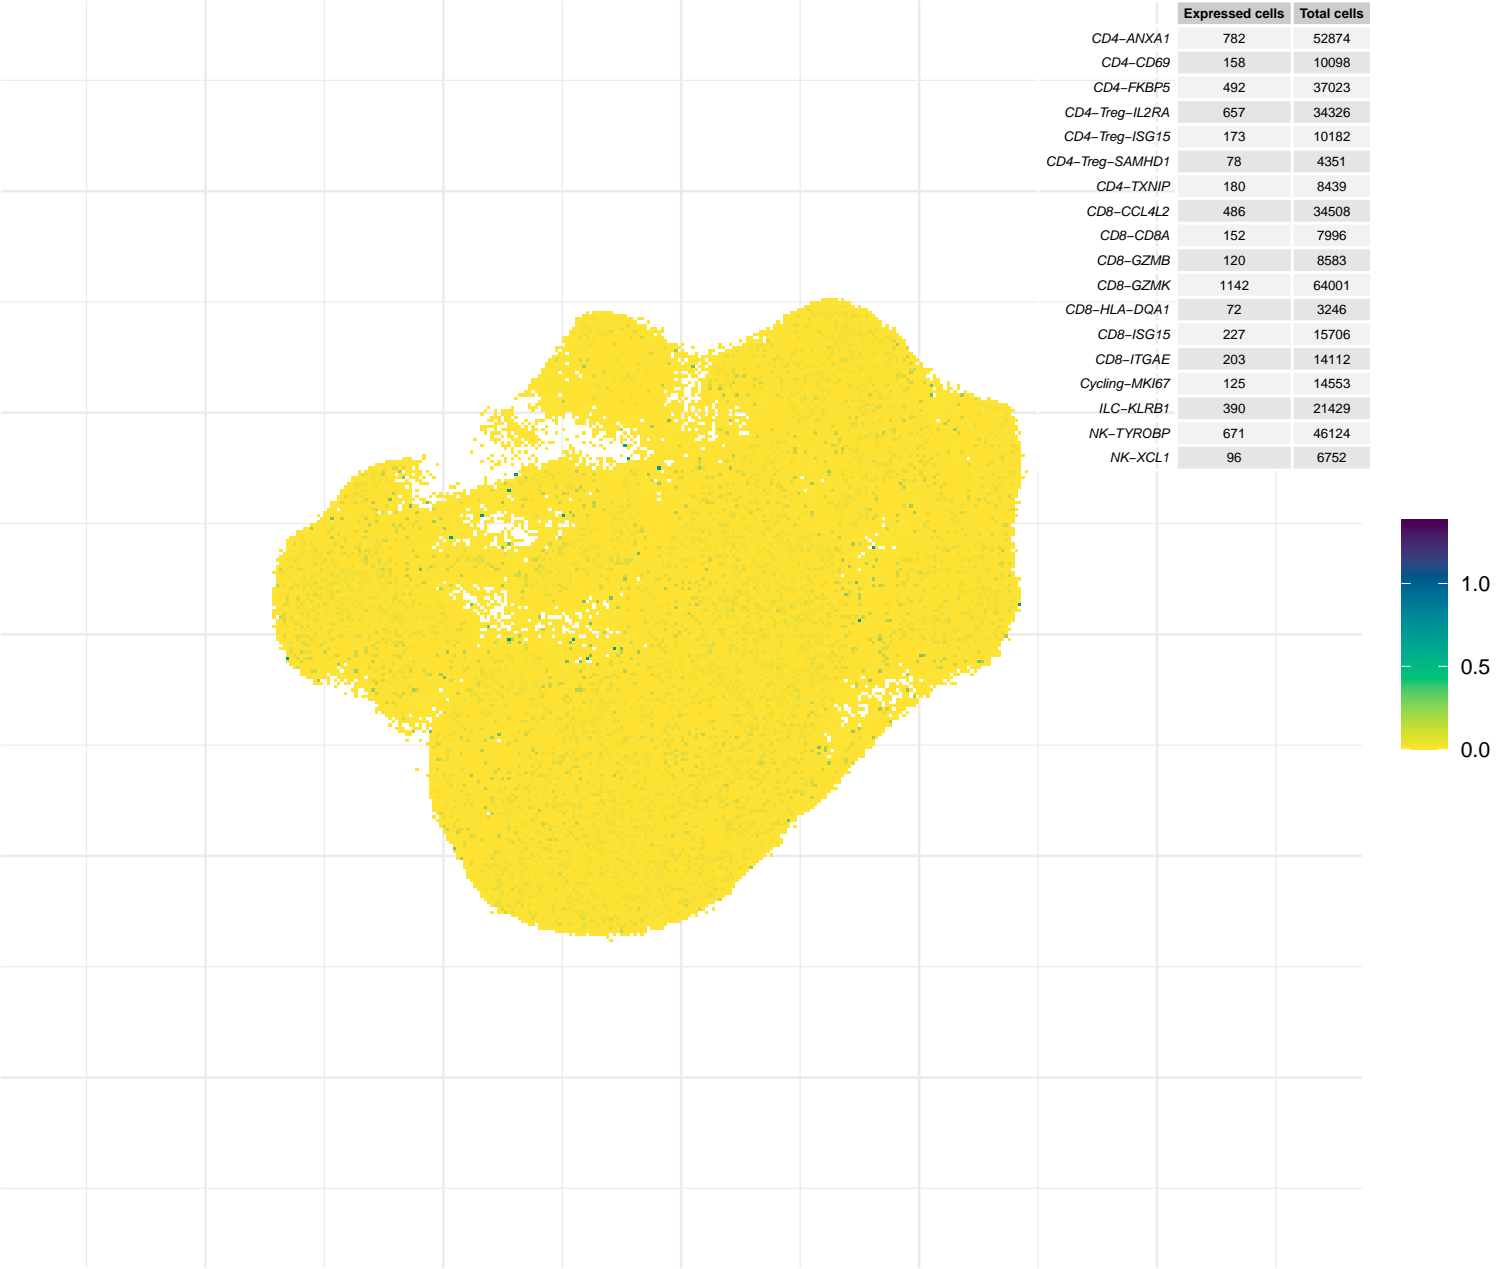 Expressed cells Total cells
CD4−ANXA1 782 52874
CD4−CD69 158 10098
CD4−FKBP5 492 37023
CD4−Treg−IL2RA 657 34326
CD4−Treg−ISG15 173 10182
CD4−Treg−SAMHD1 78 4351
CD4−TXNIP 180 8439
CD8−CCL4L2 486 34508
CD8−CD8A 152 7996
CD8−GZMB 120 8583
CD8−GZMK 1142 64001
CD8−HLA−DQA1 72 3246
CD8−ISG15 227 15706
CD8−ITGAE 203 14112
Cycling−MKI67 125 14553
ILC−KLRB1 390 21429
NK−TYROBP 671 46124
NK−XCL1 96 6752
1.0
0.5
0.0